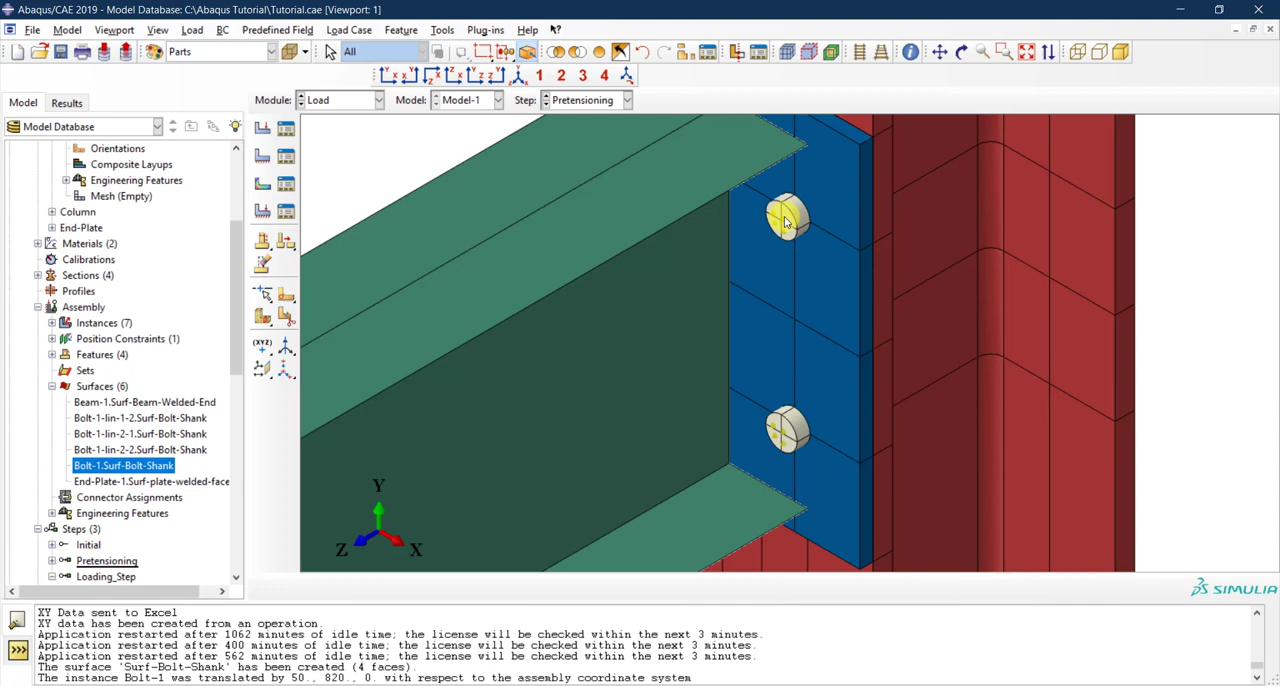 Abaqus/CAE 2019 - Model Database: C:\Abaqus Tutorial\Tutorial.cae [Viewport: 1]
File Model Viewport View Load BC Predefined Field Load Case Feature Tools Plug-ins Help
Parts All
1 2 3 4
Model Results Module: Load Model: Model-1 Step: Pretensioning
Model Database
Orientations
Composite Layups
Engineering Features
Mesh (Empty)
Column
End-Plate
Materials (2)
Calibrations
Sections (4)
Profiles
Assembly
Instances (7)
Position Constraints (1)
Features (4)
Sets
Surfaces (6)
Beam-1.Surf-Beam-Welded-End
Bolt-1-lin-1-2.Surf-Bolt-Shank
Bolt-1-lin-2-1.Surf-Bolt-Shank
Bolt-1-lin-2-2.Surf-Bolt-Shank
Bolt-1.Surf-Bolt-Shank
End-Plate-1.Surf-plate-welded-face
Connector Assignments
Engineering Features
Steps (3)
Initial
Pretensioning
Loading_Step
(XYZ)
Y
Z X
SIMULIA
XY Data sent to Excel
XY data has been created from an operation.
Application restarted after 1062 minutes of idle time; the license will be checked within the next 3 minutes.
Application restarted after 400 minutes of idle time; the license will be checked within the next 3 minutes.
Application restarted after 562 minutes of idle time; the license will be checked within the next 3 minutes.
The surface 'Surf-Bolt-Shank' has been created (4 faces).
The instance Bolt-1 was translated by 50., 820., 0. with respect to the assembly coordinate system